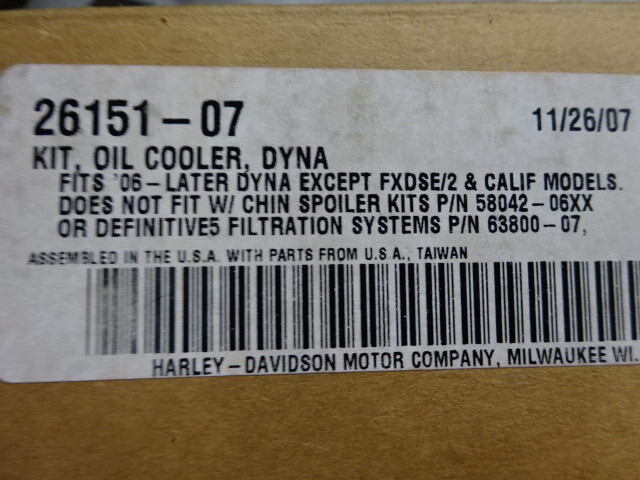 26151-07 11/26/07
KIT, OIL COOLER, DYNA
FITS '06-LATER DYNA EXCEPT FXDSE/2 & CALIF MODELS.
DOES NOT FIT W/ CHIN SPOILER KITS P/N 58042-06XX
OR DEFINITIVE5 FILTRATION SYSTEMS P/N 63800-07,
ASSEMBLED IN THE U.S.A. WITH PARTS FROM U.S.A., TAIWAN
HARLEY-DAVIDSON MOTOR COMPANY, MILWAUKEE WI.